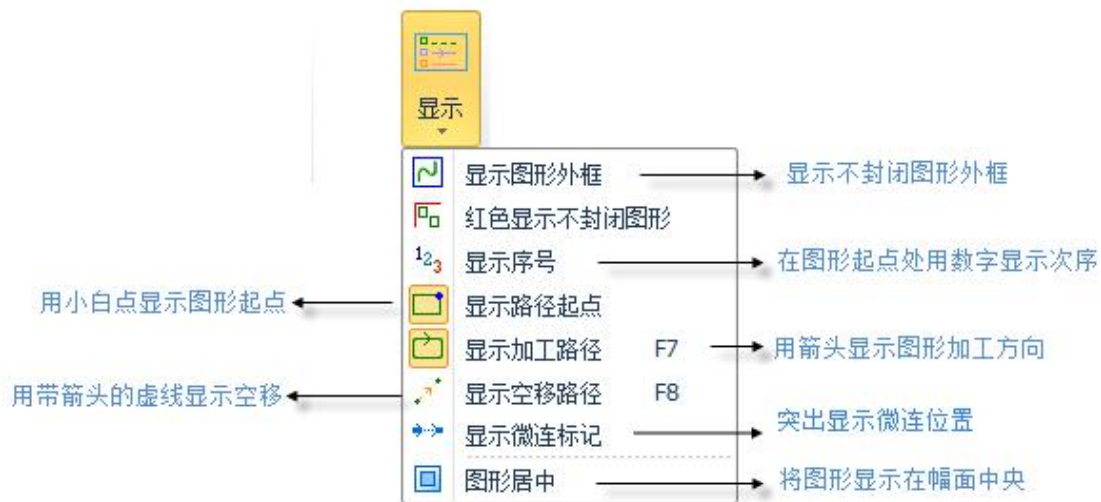 显示
显示图形外框
显示不封闭图形外框
红色显示不封闭图形
123
显示序号
在图形起点处用数字显示次序
用小白点显示图形起点
显示路径起点
显示加工路径 F7
用箭头显示图形加工方向
用带箭头的虚线显示空移
显示空移路径 F8
显示微连标记
突出显示微连位置
图形居中
将图形显示在幅面中央